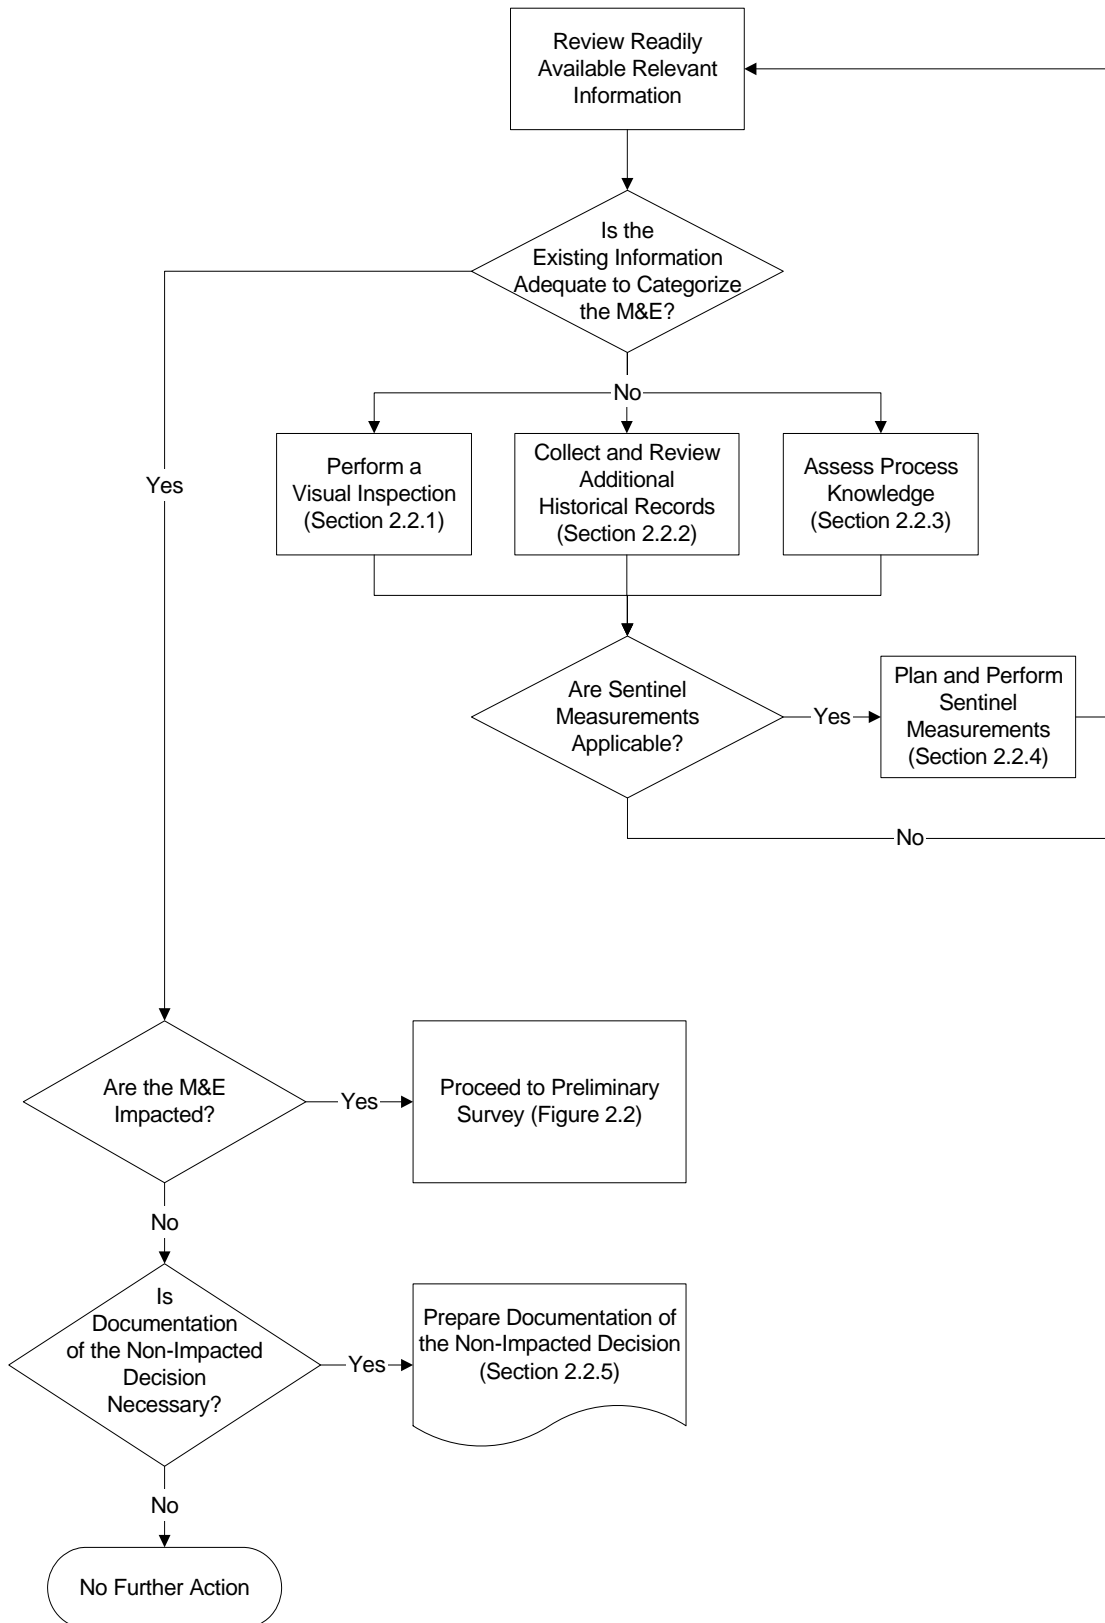 Review Readily
Available Relevant
Information
Is the
Existing Information
Adequate to Categorize
the M&E?
No
Perform a
Visual Inspection
(Section 2.2.1)
Collect and Review
Additional
Historical Records
(Section 2.2.2)
Assess Process
Knowledge
(Section 2.2.3)
Yes
Are Sentinel
Measurements
Applicable?
Yes
Plan and Perform
Sentinel
Measurements
(Section 2.2.4)
No
Are the M&E
Impacted?
Yes
Proceed to Preliminary
Survey (Figure 2.2)
No
Is
Documentation
of the Non-Impacted
Decision
Necessary?
Yes
Prepare Documentation of
the Non-Impacted Decision
(Section 2.2.5)
No
No Further Action